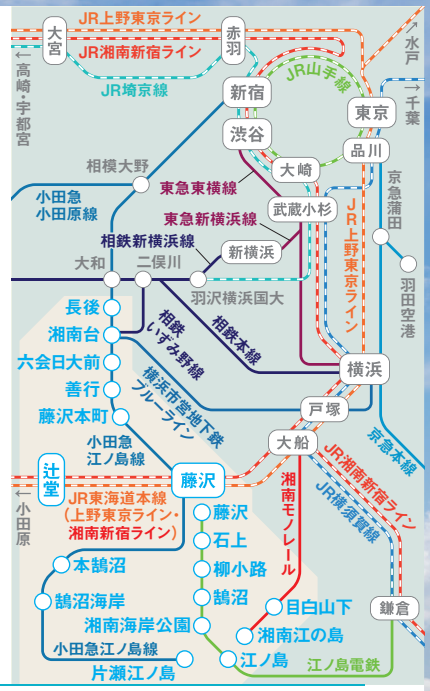 JR上野東京ライン
大宮
赤羽
水戸
JR湘南新宿ライン
←高崎・宇都宮
JR埼京線
新宿
JR山手線
東京
千葉
渋谷
品川
相模大野
大崎
京急蒲田
小田急
小田原線
東急東横線
武蔵小杉
東急新横浜線
相鉄新横浜線
新横浜
JR上野東京ライン
大和
二俣川
羽沢横浜国大
羽田空港
長後
湘南台
相鉄
いずみ野線
相鉄本線
六会日大前
横浜
善行
横浜市営地下鉄
ブルーライン
藤沢本町
戸塚
小田急
江ノ島線
大船
京急本線
辻堂
藤沢
JR湘南新宿ライン
JR横須賀線
←小田原
JR東海道本線
(上野東京ライン・
湘南新宿ライン)
藤沢
湘南モノレール
石上
本鵠沼
柳小路
鵠沼海岸
鵠沼
目白山下
鎌倉
湘南海岸公園
湘南江の島
小田急江ノ島線
片瀬江ノ島
江ノ島
江ノ島電鉄